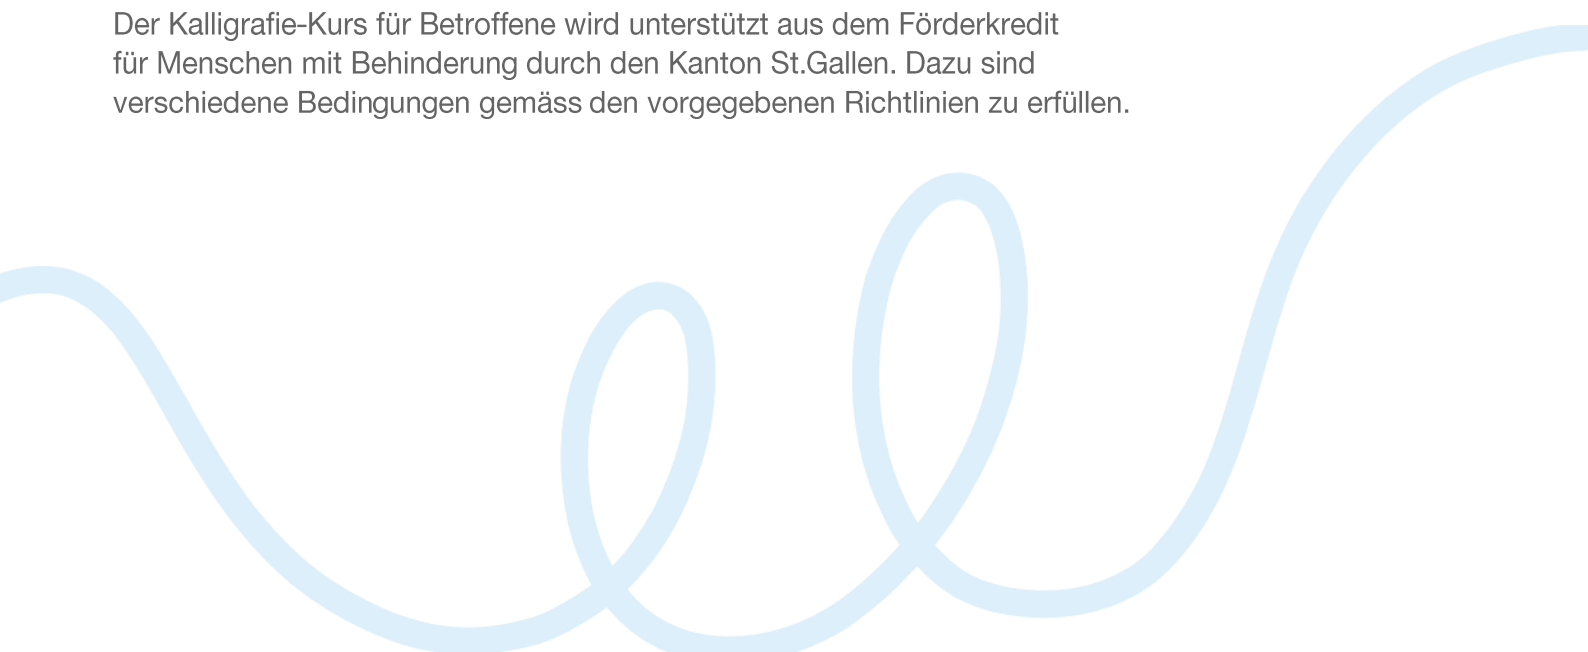 Der Kalligrafie-Kurs für Betroffene wird unterstützt aus dem Förderkredit
für Menschen mit Behinderung durch den Kanton St.Gallen. Dazu sind
verschiedene Bedingungen gemäss den vorgegebenen Richtlinien zu erfüllen.